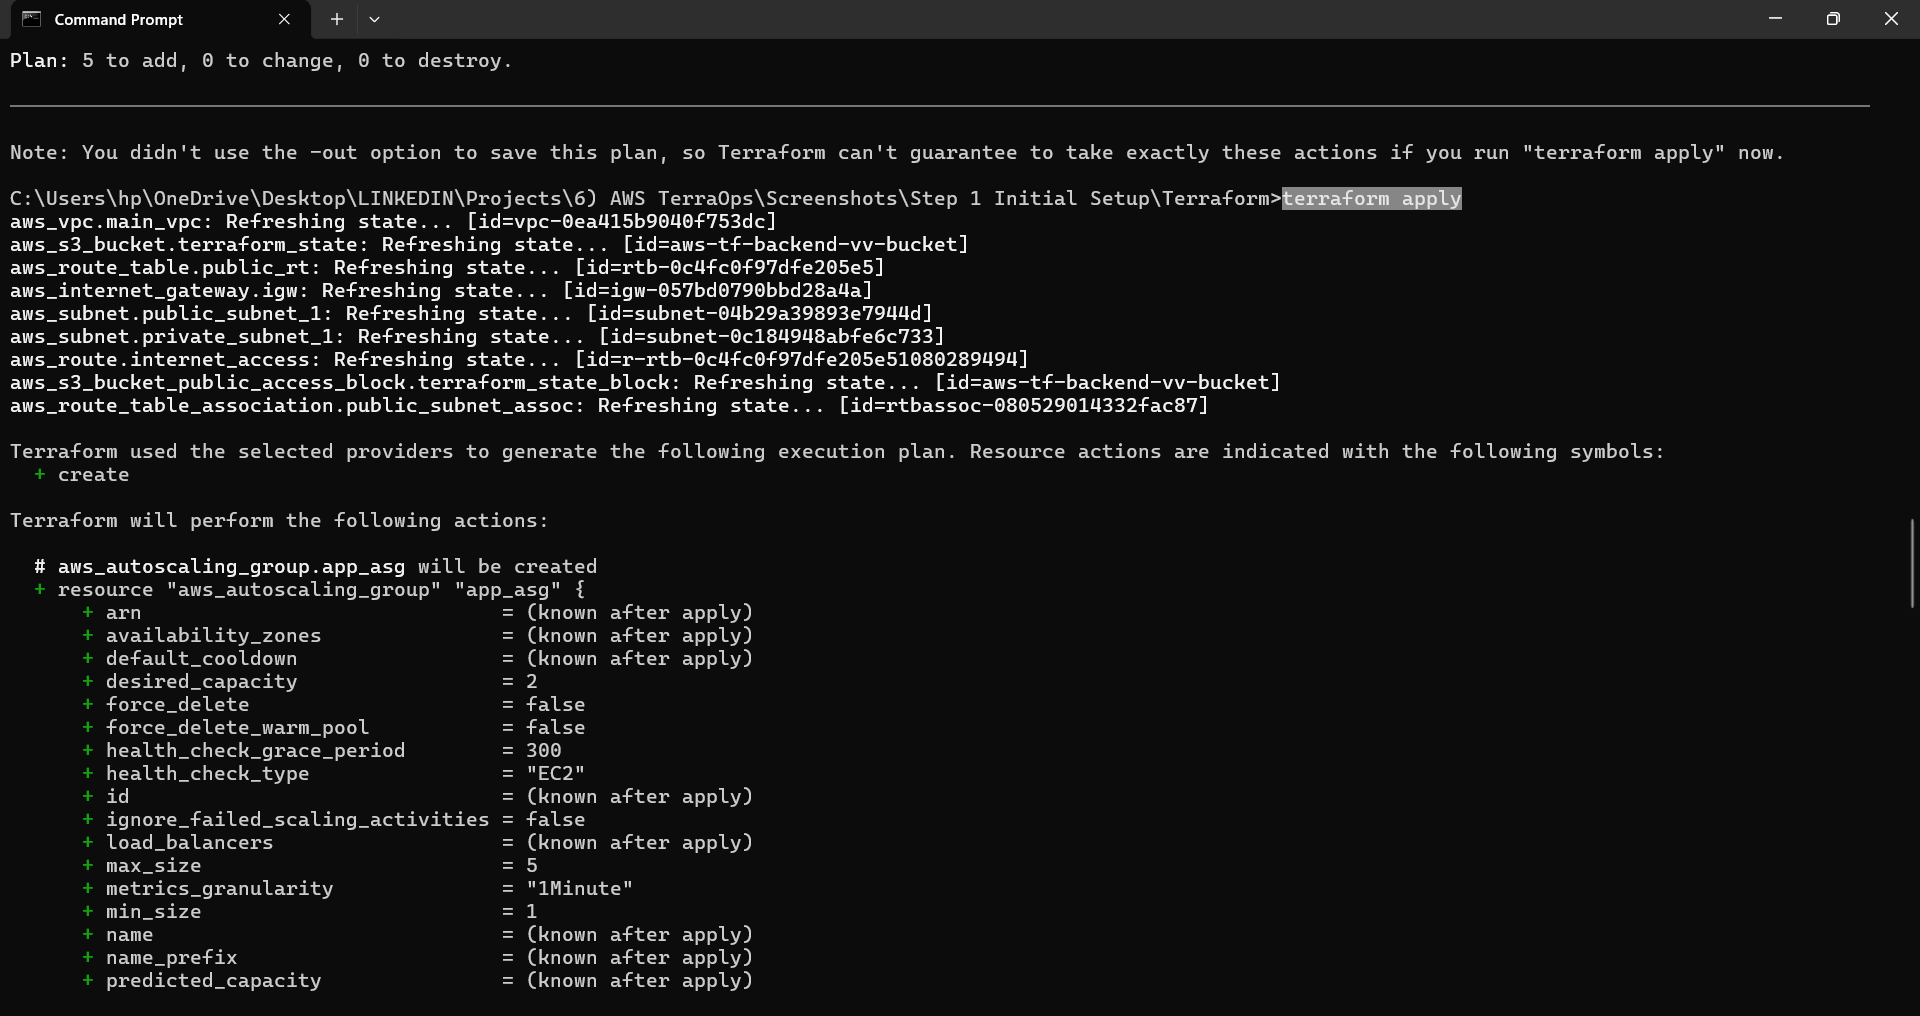 Command Prompt
Plan: 5 to add, 0 to change, 0 to destroy.
Note: You didn't use the -out option to save this plan, so Terraform can't guarantee to take exactly these actions if you run "terraform apply" now.
C:\Users\hp\OneDrive\Desktop\LINKEDIN\Projects\6) AWS TerraOps\Screenshots\Step 1 Initial Setup\Terraform>terraform apply
aws_vpc.main_vpc: Refreshing state... [id=vpc-0ea415b9040f753dc]
aws_s3_bucket.terraform_state: Refreshing state... [id=aws-tf-backend-vv-bucket]
aws_route_table.public_rt: Refreshing state... [id=rtb-0c4fc0f97dfe205e5]
aws_internet_gateway.igw: Refreshing state... [id=igw-057bd0790bbd28a4a]
aws_subnet.public_subnet_1: Refreshing state... [id=subnet-04b29a39893e7944d]
aws_subnet.private_subnet_1: Refreshing state... [id=subnet-0c184948abfe6c733]
aws_route.internet_access: Refreshing state... [id=r-rtb-0c4fc0f97dfe205e51080289494]
aws_s3_bucket_public_access_block.terraform_state_block: Refreshing state... [id=aws-tf-backend-vv-bucket]
aws_route_table_association.public_subnet_assoc: Refreshing state... [id=rtbassoc-080529014332fac87]
Terraform used the selected providers to generate the following execution plan. Resource actions are indicated with the following symbols:
  + create
Terraform will perform the following actions:
  # aws_autoscaling_group.app_asg will be created
  + resource "aws_autoscaling_group" "app_asg" {
      + arn                              = (known after apply)
      + availability_zones               = (known after apply)
      + default_cooldown                 = (known after apply)
      + desired_capacity                 = 2
      + force_delete                     = false
      + force_delete_warm_pool           = false
      + health_check_grace_period        = 300
      + health_check_type                = "EC2"
      + id                               = (known after apply)
      + ignore_failed_scaling_activities = false
      + load_balancers                   = (known after apply)
      + max_size                         = 5
      + metrics_granularity              = "1Minute"
      + min_size                         = 1
      + name                             = (known after apply)
      + name_prefix                      = (known after apply)
      + predicted_capacity               = (known after apply)